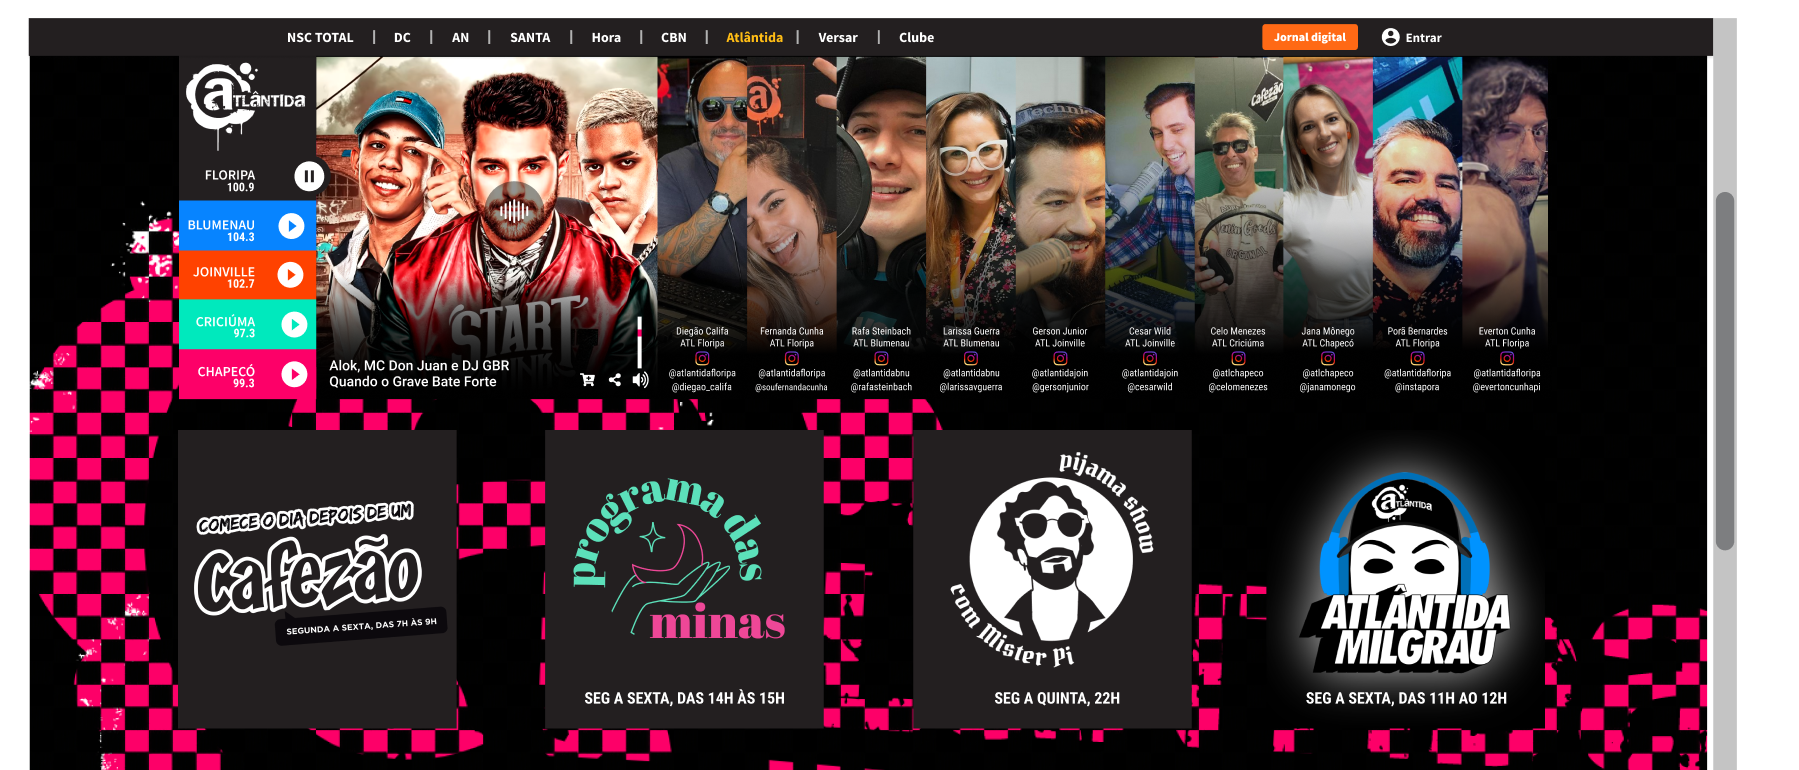 NSC TOTAL | DC | AN | SANTA | Hora | CBN | Atlântida | Versar | Clube
Jornal digital
Entrar
aTLÂNTIDA
FLORIPA
100.9
BLUMENAU
104.3
JOINVILLE
102.7
CRICIÚMA
97.3
CHAPECÓ
99.3
START
Alok, MC Don Juan e DJ GBR
Quando o Grave Bate Forte
Cafezão
Diegão Califa
ATL Floripa
@atlantidafloripa
@diegao_califa
Fernanda Cunha
ATL Floripa
@atlantidafloripa
@soufernandacunha
Rafa Steinbach
ATL Blumenau
@atlantidabnu
@rafasteinbach
Larissa Guerra
ATL Blumenau
@atlantidabnu
@larissavguerra
Gerson Junior
ATL Joinville
@atlantidajoin
@gersonjunior
Cesar Wild
ATL Joinville
@atlantidajoin
@cesarwild
Celo Menezes
ATL Criciúma
@atlchapeco
@celomenezes
Jana Mônego
ATL Chapecó
@atlchapeco
@janamonego
Porã Bernardes
ATL Floripa
@atlantidafloripa
@instapora
Everton Cunha
ATL Floripa
@atlantidafloripa
@evertoncunhapi
COMECE O DIA DEPOIS DE UM
Cafezão
SEGUNDA A SEXTA, DAS 7H ÀS 9H
programa das
minas
SEG A SEXTA, DAS 14H ÀS 15H
pijama show
com Mister Pi
SEG A QUINTA, 22H
aTLÂNTIDA
ATLÂNTIDA
MILGRAU
SEG A SEXTA, DAS 11H AO 12H